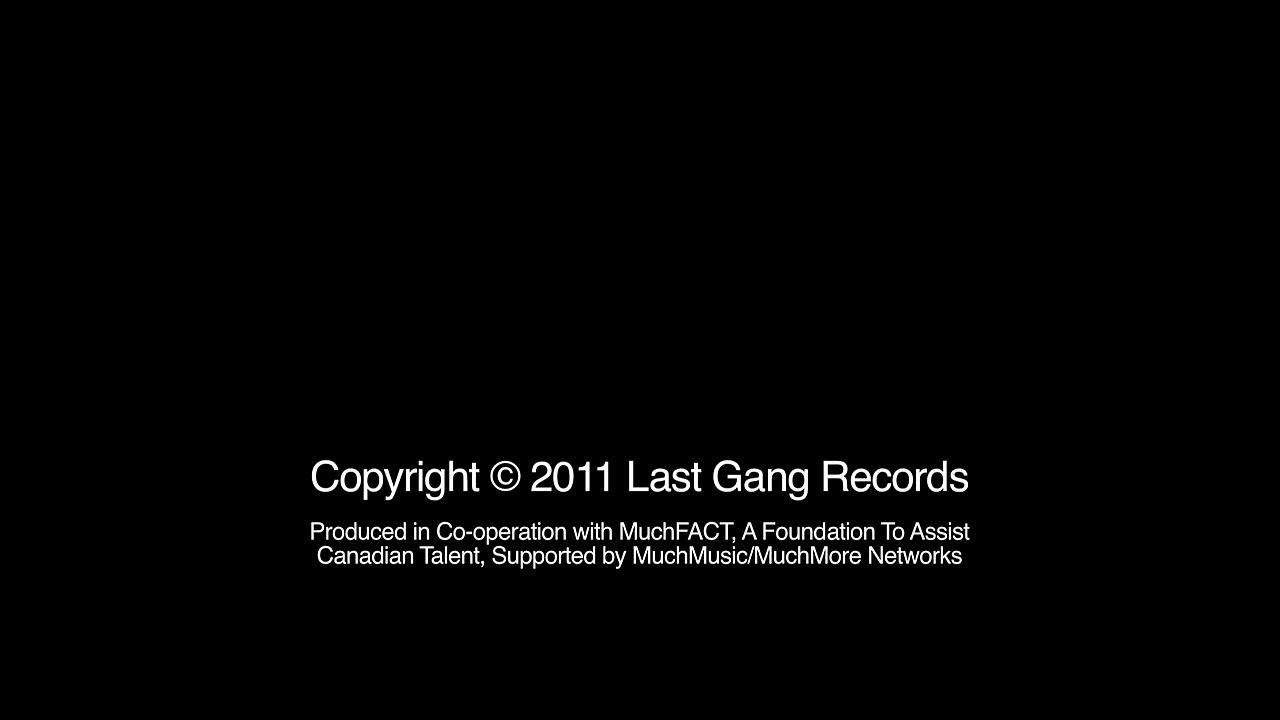 Copyright © 2011 Last Gang Records
Produced in Co-operation with MuchFACT, A Foundation To Assist
Canadian Talent, Supported by MuchMusic/MuchMore Networks